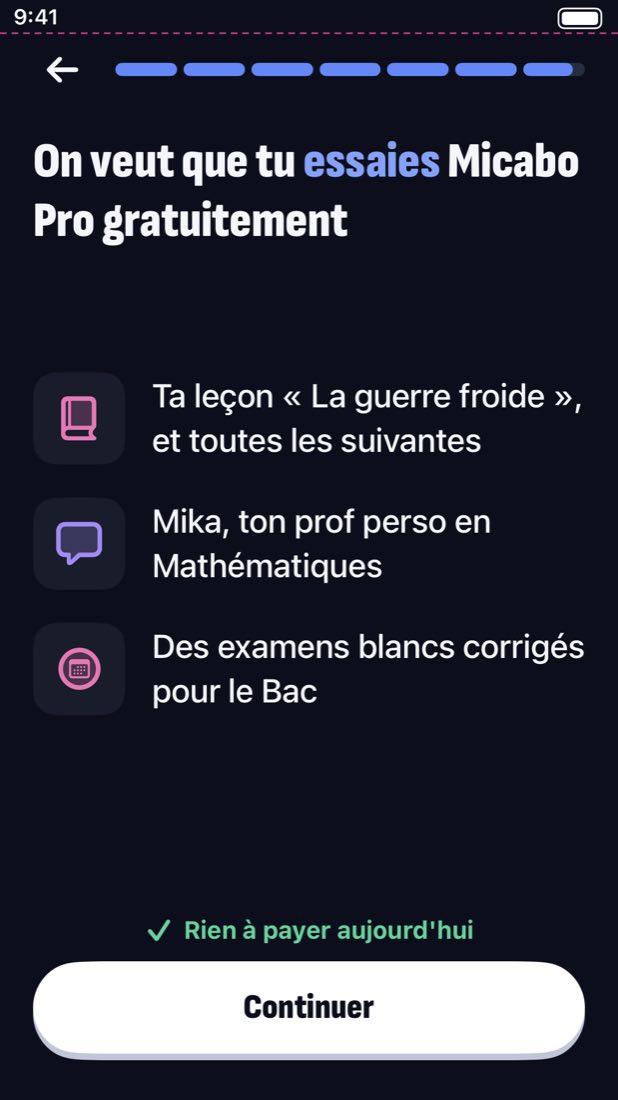 9:41
On veut que tu essaies Micabo
Pro gratuitement
Ta leçon « La guerre froide »,
et toutes les suivantes
Mika, ton prof perso en
Mathématiques
Des examens blancs corrigés
pour le Bac
Rien à payer aujourd'hui
Continuer